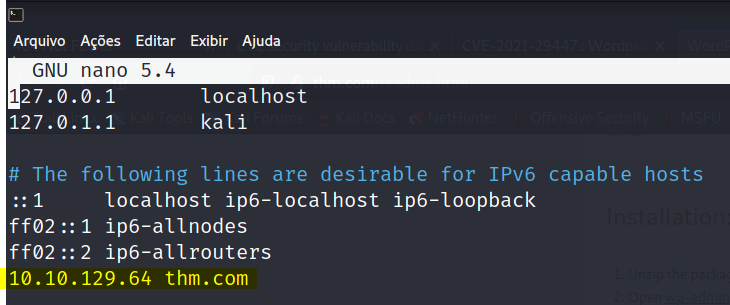 Arquivo Ações Editar Exibir Ajuda
GNU nano 5.4
127.0.0.1 localhost
127.0.1.1 kali
# The following lines are desirable for IPv6 capable hosts
::1 localhost ip6-localhost ip6-loopback
ff02::1 ip6-allnodes
ff02::2 ip6-allrouters
10.10.129.64 thm.com
Installation